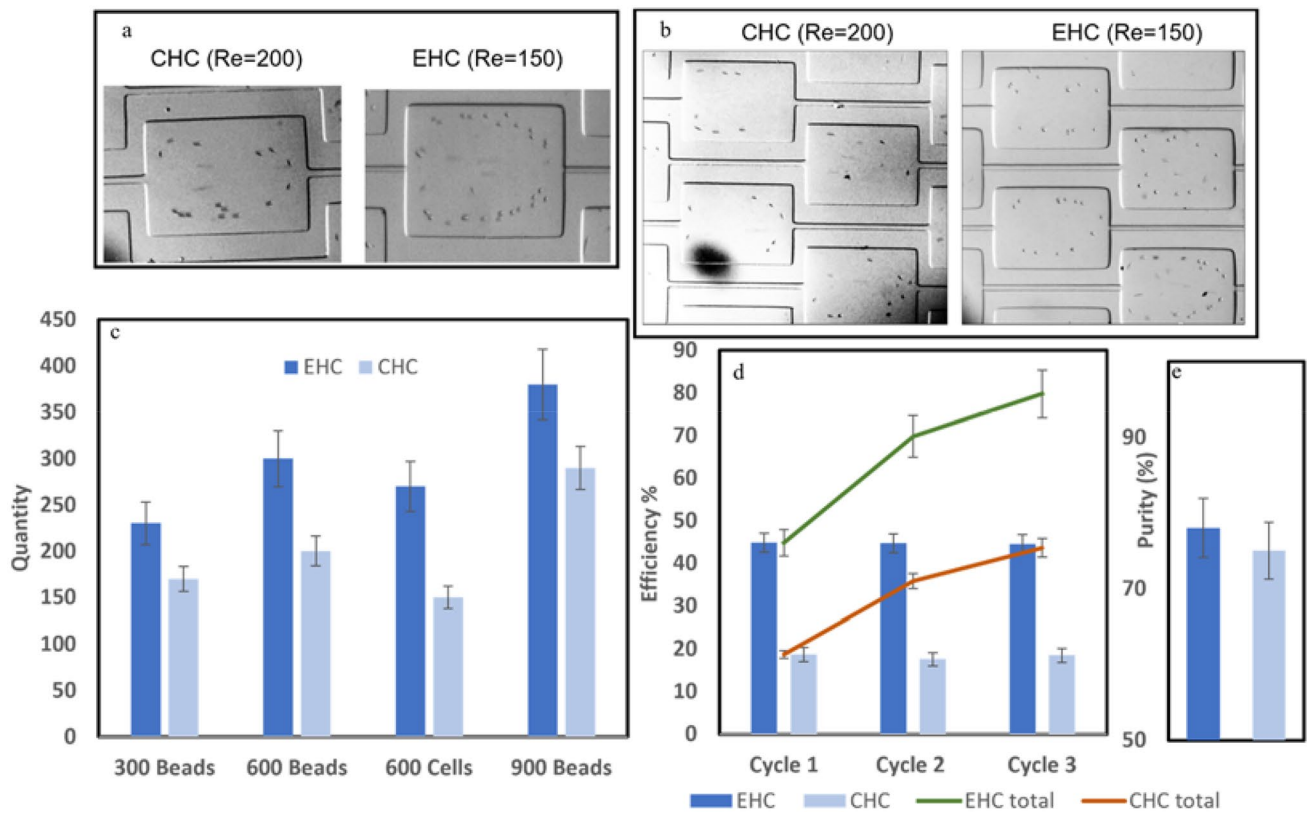 a
CHC (Re=200)
EHC (Re=150)
b
CHC (Re=200)
EHC (Re=150)
c
EHC
CHC
Quantity
450
400
350
300
250
200
150
100
50
0
300 Beads
600 Beads
600 Cells
900 Beads
d
Efficiency %
90
80
70
60
50
40
30
20
10
0
Cycle 1
Cycle 2
Cycle 3
EHC
CHC
EHC total
CHC total
e
Purity (%)
90
70
50